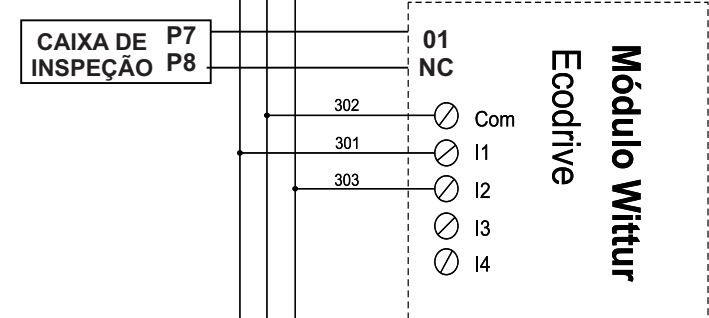 CAIXA DE P7
INSPEÇÃO P8
01
NC
302
Com
301
I1
303
I2
I3
I4
Módulo Wittur
Ecodrive